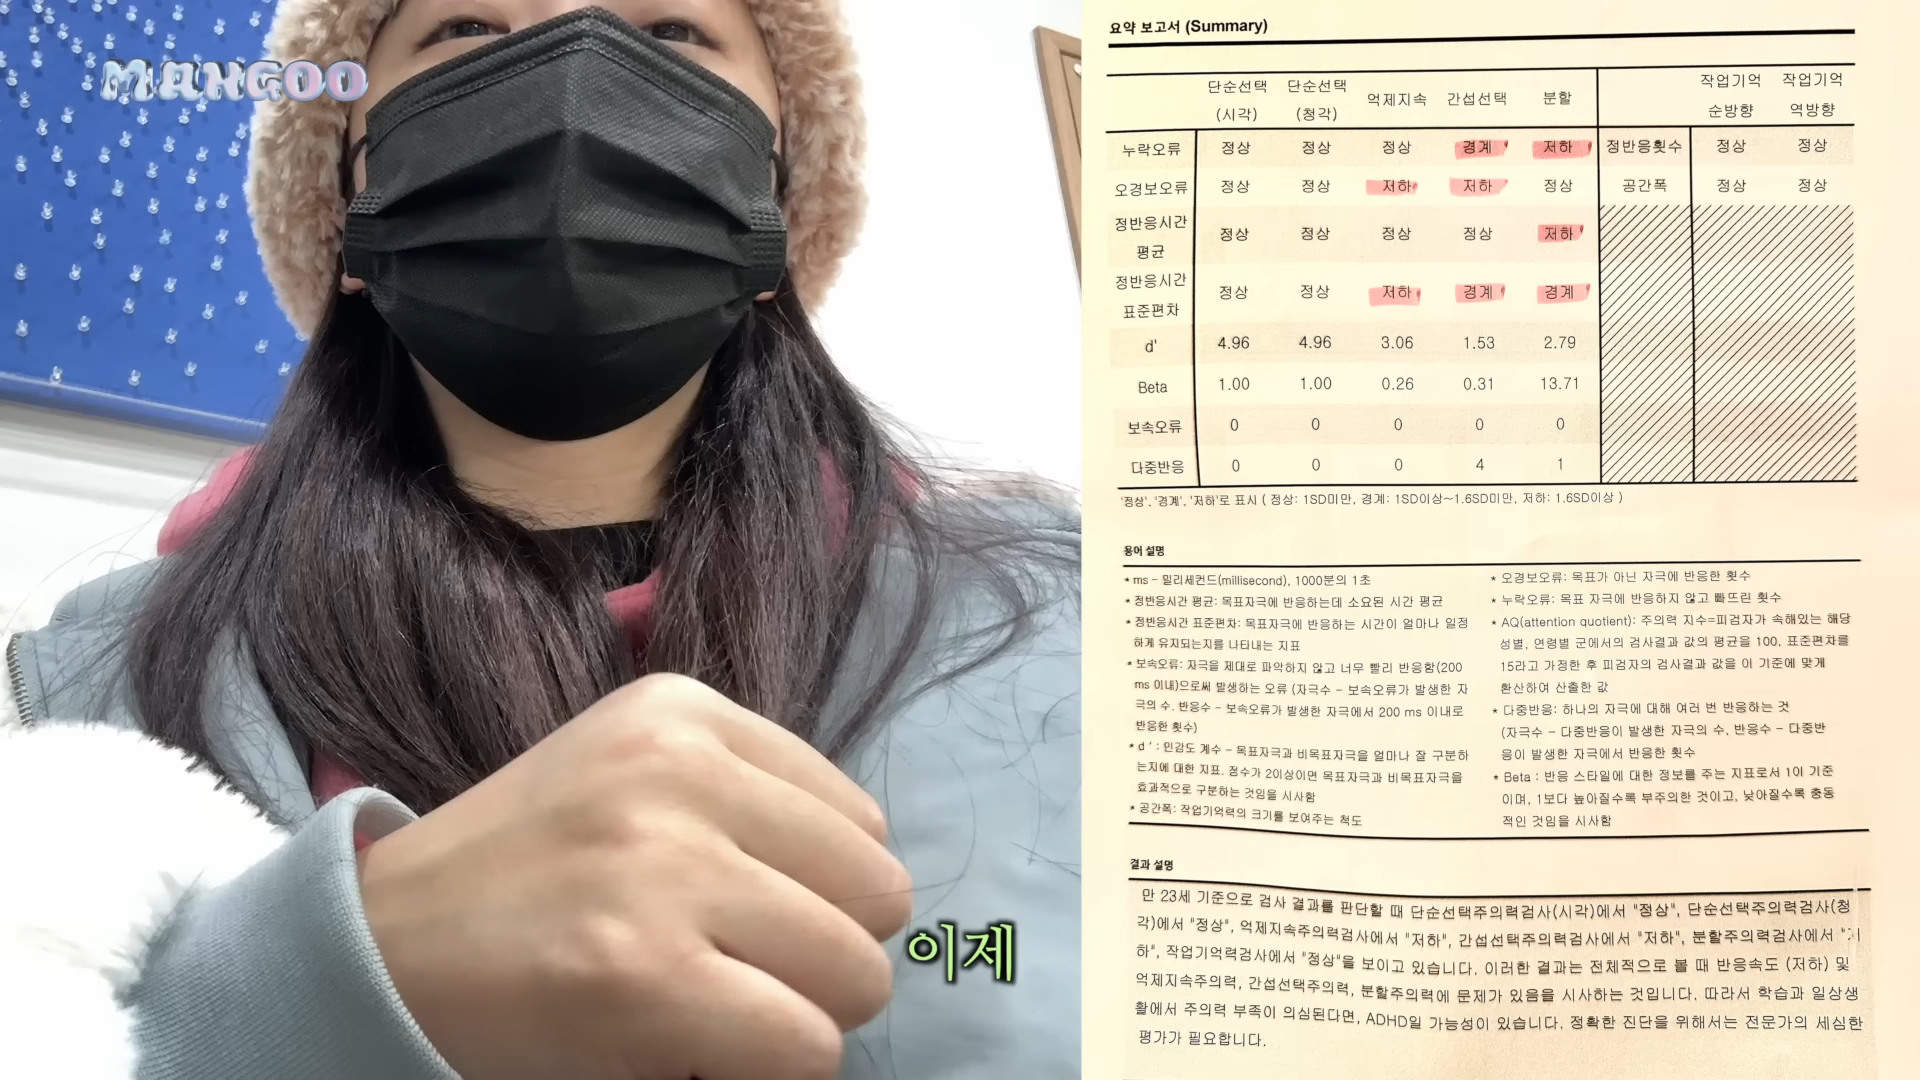 MANGOO
이제
요약 보고서 (Summary)
단순선택 (시각) 단순선택 (청각) 억제지속 간섭선택 분할 작업기억 순방향 작업기억 역방향
누락오류 정상 정상 정상 경계 저하 정반응횟수 정상 정상
오경보오류 정상 정상 저하 저하 정상 공간폭 정상 정상
정반응시간 평균 정상 정상 정상 정상 저하
정반응시간 표준편차 정상 정상 저하 경계 경계
d' 4.96 4.96 3.06 1.53 2.79
Beta 1.00 1.00 0.26 0.31 13.71
보속오류 0 0 0 0 0
다중반응 0 0 0 4 1
'정상', '경계', '저하'로 표시 ( 정상: 1SD미만, 경계: 1SD이상~1.6SD미만, 저하: 1.6SD이상 )
용어 설명
* ms - 밀리세컨드(millisecond), 1000분의 1초
* 정반응시간 평균: 목표자극에 반응하는데 소요된 시간 평균
* 정반응시간 표준편차: 목표자극에 반응하는 시간이 얼마나 일정
하게 유지되는지를 나타내는 지표
* 보속오류: 자극을 제대로 파악하지 않고 너무 빨리 반응함(200
ms 이내)으로써 발생하는 오류 (자극수 - 보속오류가 발생한 자
극의 수, 반응수 - 보속오류가 발생한 자극에서 200 ms 이내로
반응한 횟수)
* d ' : 민감도 계수 - 목표자극과 비목표자극을 얼마나 잘 구분하
는지에 대한 지표. 점수가 2이상이면 목표자극과 비목표자극을
효과적으로 구분하는 것임을 시사함
* 공간폭: 작업기억력의 크기를 보여주는 척도
* 오경보오류: 목표가 아닌 자극에 반응한 횟수
* 누락오류: 목표 자극에 반응하지 않고 빠뜨린 횟수
* AQ(attention quotient): 주의력 지수=피검자가 속해있는 해당
성별, 연령별 군에서의 검사결과 값의 평균을 100, 표준편차를
15라고 가정한 후 피검자의 검사결과 값을 이 기준에 맞게
환산하여 산출한 값
* 다중반응: 하나의 자극에 대해 여러 번 반응하는 것
(자극수 - 다중반응이 발생한 자극의 수, 반응수 - 다중반
응이 발생한 자극에서 반응한 횟수
* Beta : 반응 스타일에 대한 정보를 주는 지표로서 1이 기준
이며, 1보다 높아질수록 부주의한 것이고, 낮아질수록 충동
적인 것임을 시사함
결과 설명
만 23세 기준으로 검사 결과를 판단할 때 단순선택주의력검사(시각)에서 "정상", 단순선택주의력검사(청
각)에서 "정상", 억제지속주의력검사에서 "저하", 간섭선택주의력검사에서 "저하", 분할주의력검사에서 "저
하", 작업기억력검사에서 "정상"을 보이고 있습니다. 이러한 결과는 전체적으로 볼 때 반응속도 (저하) 및
억제지속주의력, 간섭선택주의력, 분할주의력에 문제가 있음을 시사하는 것입니다. 따라서 학습과 일상생
활에서 주의력 부족이 의심된다면, ADHD일 가능성이 있습니다. 정확한 진단을 위해서는 전문가의 세심한
평가가 필요합니다.